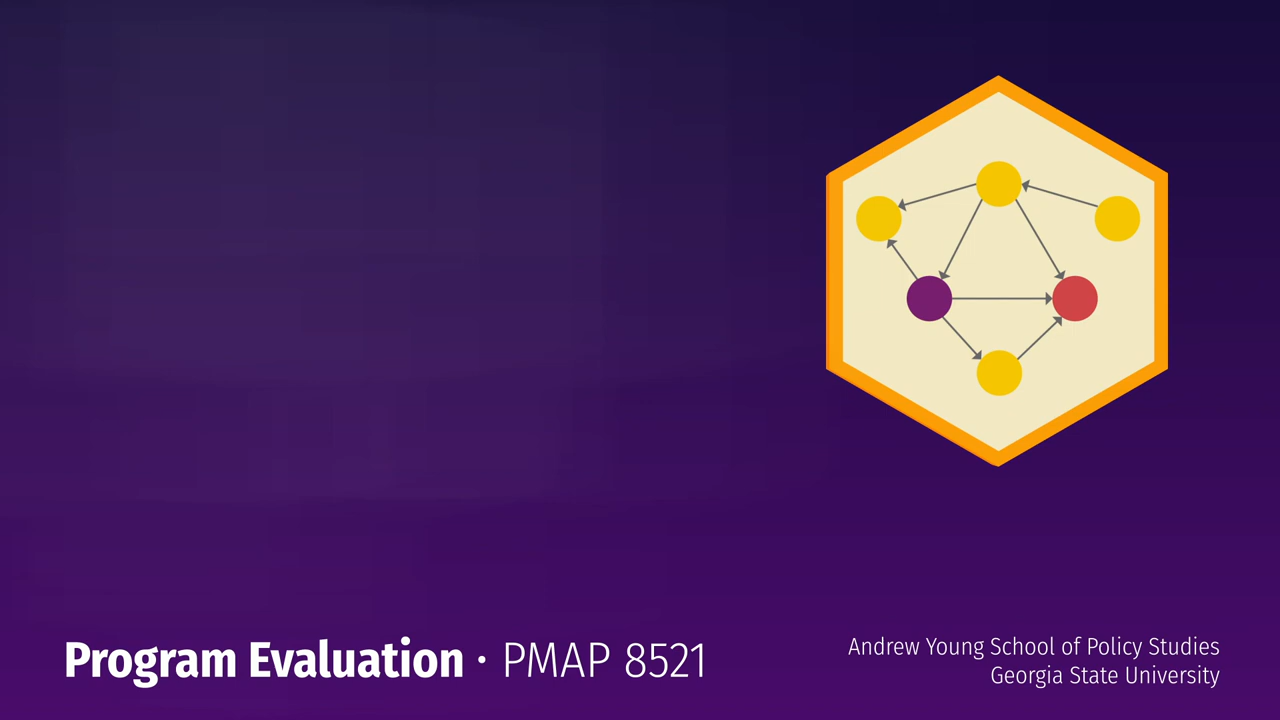 Program Evaluation · PMAP 8521
Andrew Young School of Policy Studies
Georgia State University